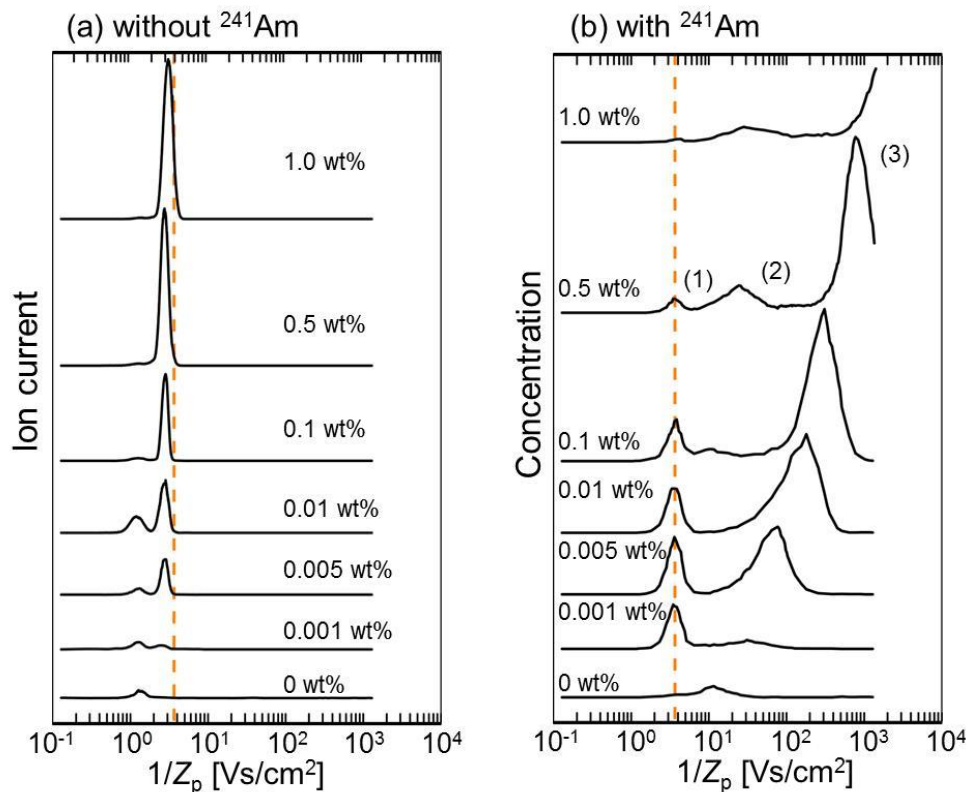 (a) without ²⁴¹Am
Ion current
1.0 wt%
0.5 wt%
0.1 wt%
0.01 wt%
0.005 wt%
0.001 wt%
0 wt%
10⁻¹ 10⁰ 10¹ 10² 10³ 10⁴
1/Zₚ [Vs/cm²]
(b) with ²⁴¹Am
Concentration
1.0 wt%
(3)
(1) (2)
0.5 wt%
0.1 wt%
0.01 wt%
0.005 wt%
0.001 wt%
0 wt%
10⁻¹ 10⁰ 10¹ 10² 10³ 10⁴
1/Zₚ [Vs/cm²]